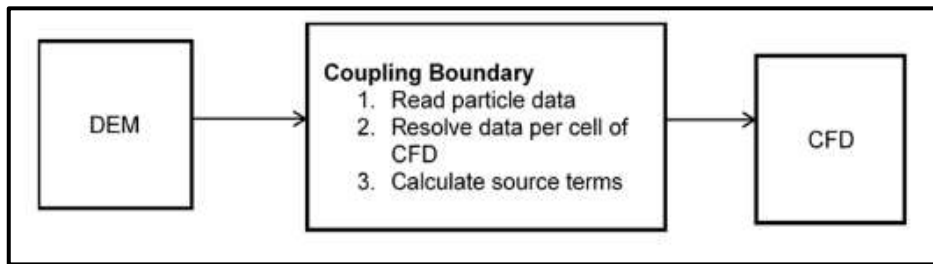 DEM
Coupling Boundary
1. Read particle data
2. Resolve data per cell of
CFD
3. Calculate source terms
CFD